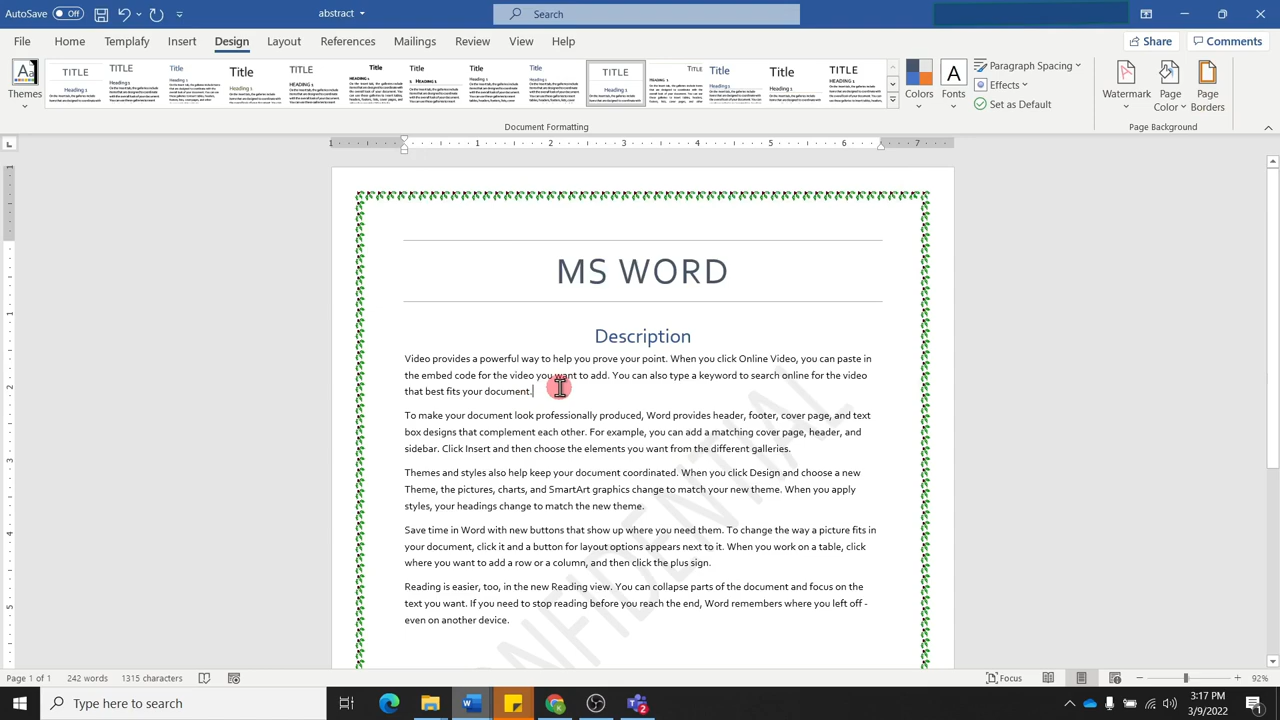 AutoSave Off abstract Search
File Home Templafy Insert Design Layout References Mailings Review View Help Share Comments
Themes Colors Fonts Paragraph Spacing Effects Set as Default Watermark Page Color Page Borders
Document Formatting Page Background
MS WORD
Description
Video provides a powerful way to help you prove your point. When you click Online Video, you can paste in
the embed code for the video you want to add. You can also type a keyword to search online for the video
that best fits your document.
To make your document look professionally produced, Word provides header, footer, cover page, and text
box designs that complement each other. For example, you can add a matching cover page, header, and
sidebar. Click Insert and then choose the elements you want from the different galleries.
Themes and styles also help keep your document coordinated. When you click Design and choose a new
Theme, the pictures, charts, and SmartArt graphics change to match your new theme. When you apply
styles, your headings change to match the new theme.
Save time in Word with new buttons that show up where you need them. To change the way a picture fits in
your document, click it and a button for layout options appears next to it. When you work on a table, click
where you want to add a row or a column, and then click the plus sign.
Reading is easier, too, in the new Reading view. You can collapse parts of the document and focus on the
text you want. If you need to stop reading before you reach the end, Word remembers where you left off -
even on another device.
Page 1 of 1 242 words 1315 characters Focus 92%
Type here to search 3:17 PM
3/9/2022